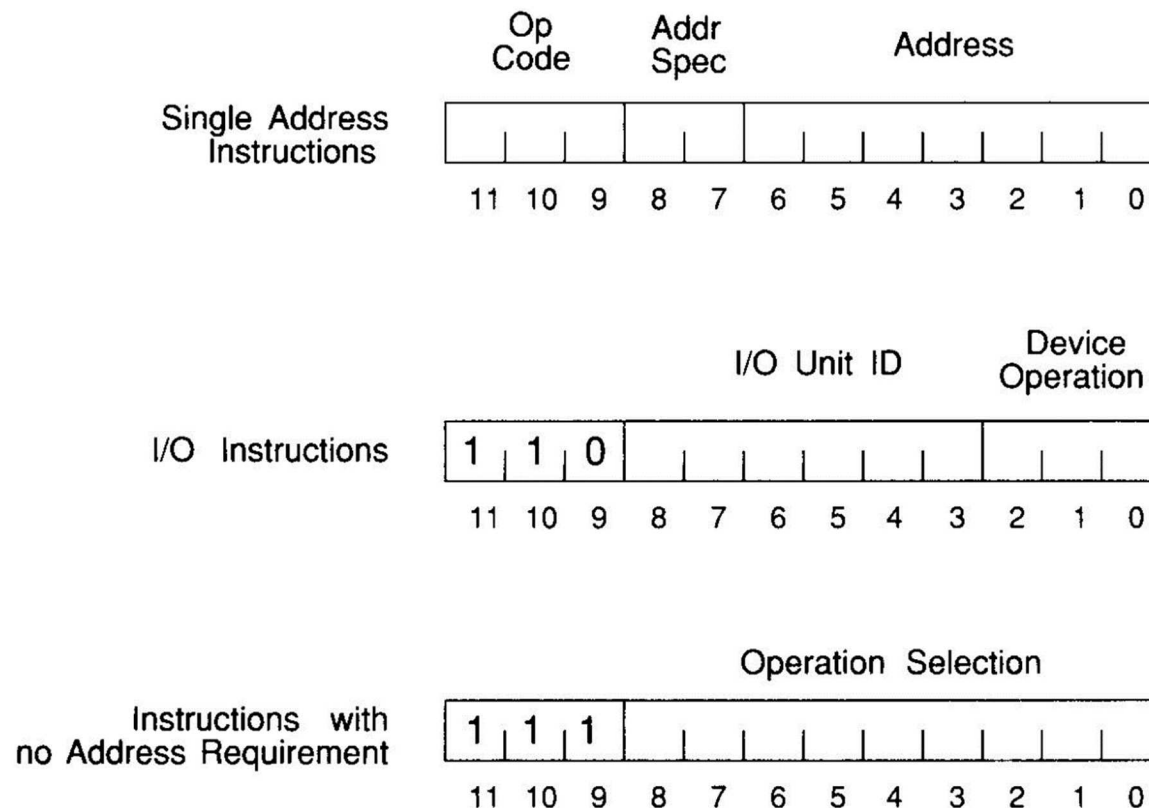 Op Addr
Code Spec Address
Single Address
Instructions
11 10 9 8 7 6 5 4 3 2 1 0
I/O Unit ID Device
Operation
I/O Instructions 1 1 0
11 10 9 8 7 6 5 4 3 2 1 0
Operation Selection
Instructions with
no Address Requirement 1 1 1
11 10 9 8 7 6 5 4 3 2 1 0